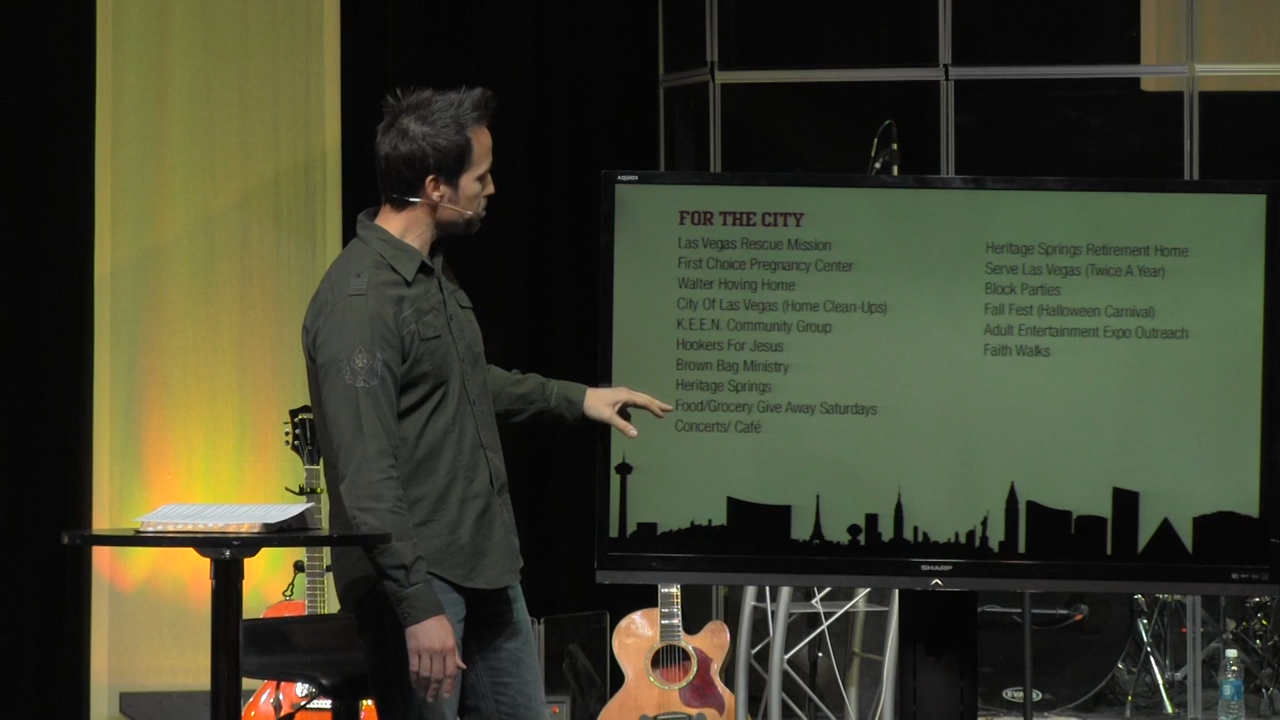 AQUOS
FOR THE CITY
Las Vegas Rescue Mission
First Choice Pregnancy Center
Walter Hoving Home
City Of Las Vegas (Home Clean-Ups)
K.E.E.N. Community Group
Hookers For Jesus
Brown Bag Ministry
Heritage Springs
Food/Grocery Give Away Saturdays
Concerts/ Café
Heritage Springs Retirement Home
Serve Las Vegas (Twice A Year)
Block Parties
Fall Fest (Halloween Carnival)
Adult Entertainment Expo Outreach
Faith Walks
SHARP
EVANS